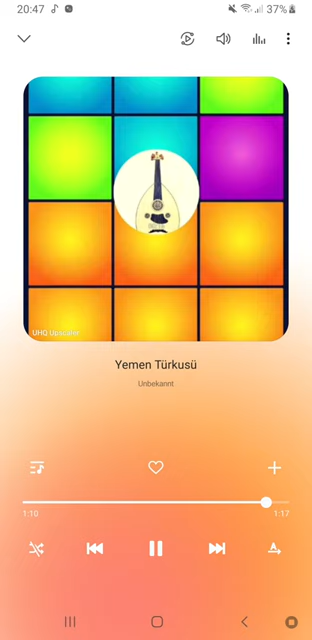 20:47
37%
UHQ Upscaler
Yemen Türkusü
Unbekannt
1:10
1:17